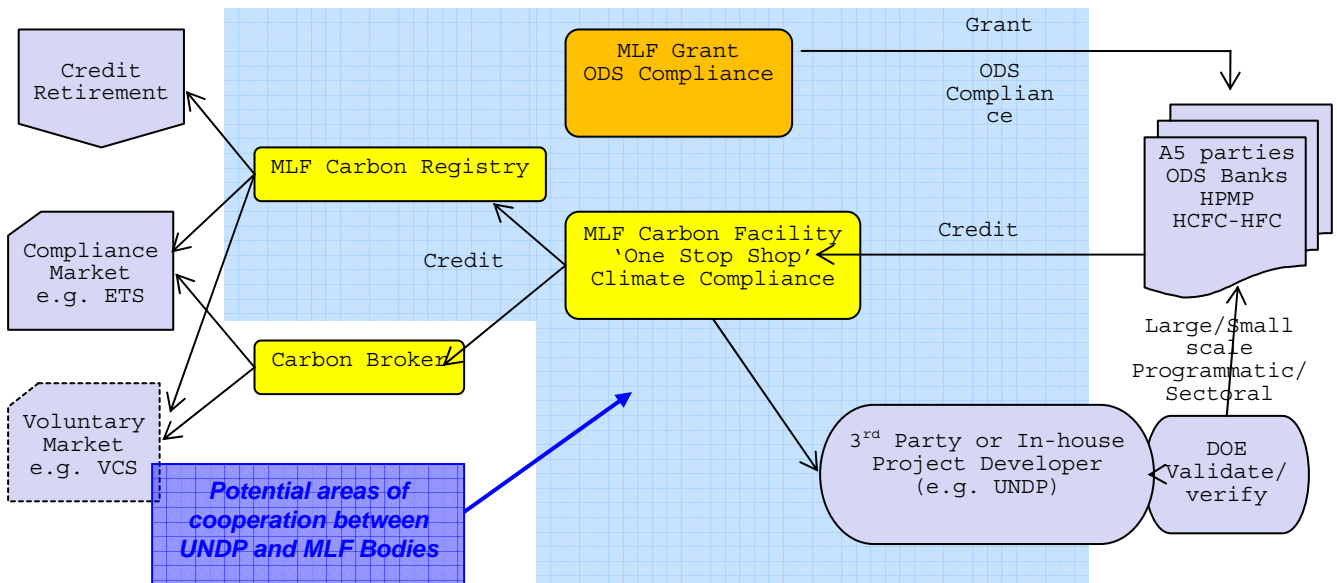 Credit
Retirement
MLF Grant
ODS Compliance
Grant
ODS
Complian
ce
MLF Carbon Registry
A5 parties
ODS Banks
HPMP
HCFC-HFC
Compliance
Market
e.g. ETS
Credit
MLF Carbon Facility
‘One Stop Shop’
Climate Compliance
Credit
Carbon Broker
Large/Small
scale
Programmatic/
Sectoral
Voluntary
Market
e.g. VCS
3rd Party or In-house
Project Developer
(e.g. UNDP)
DOE
Validate/
verify
Potential areas of
cooperation between
UNDP and MLF Bodies